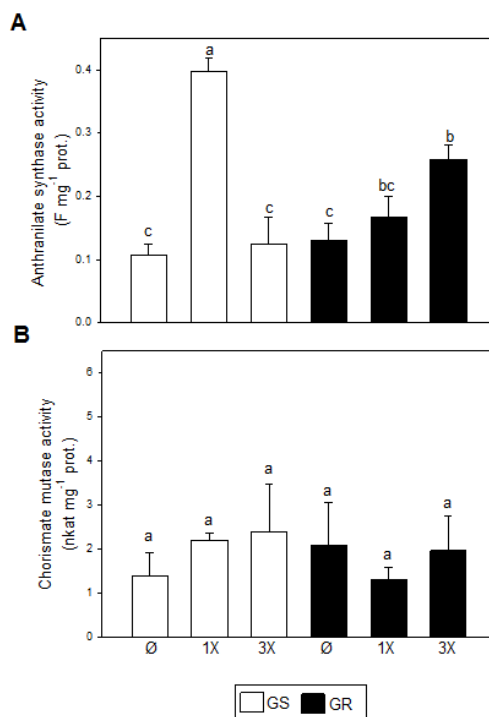 A
Anthranilate synthase activity
(F mg-1 prot.)
0.4
0.3
0.2
0.1
0.0
c
a
c
c
bc
b
B
Chorismate mutase activity
(nkat mg-1 prot.)
6
5
4
3
2
1
0
a
a
a
a
a
a
Ø 1X 3X Ø 1X 3X
GS GR